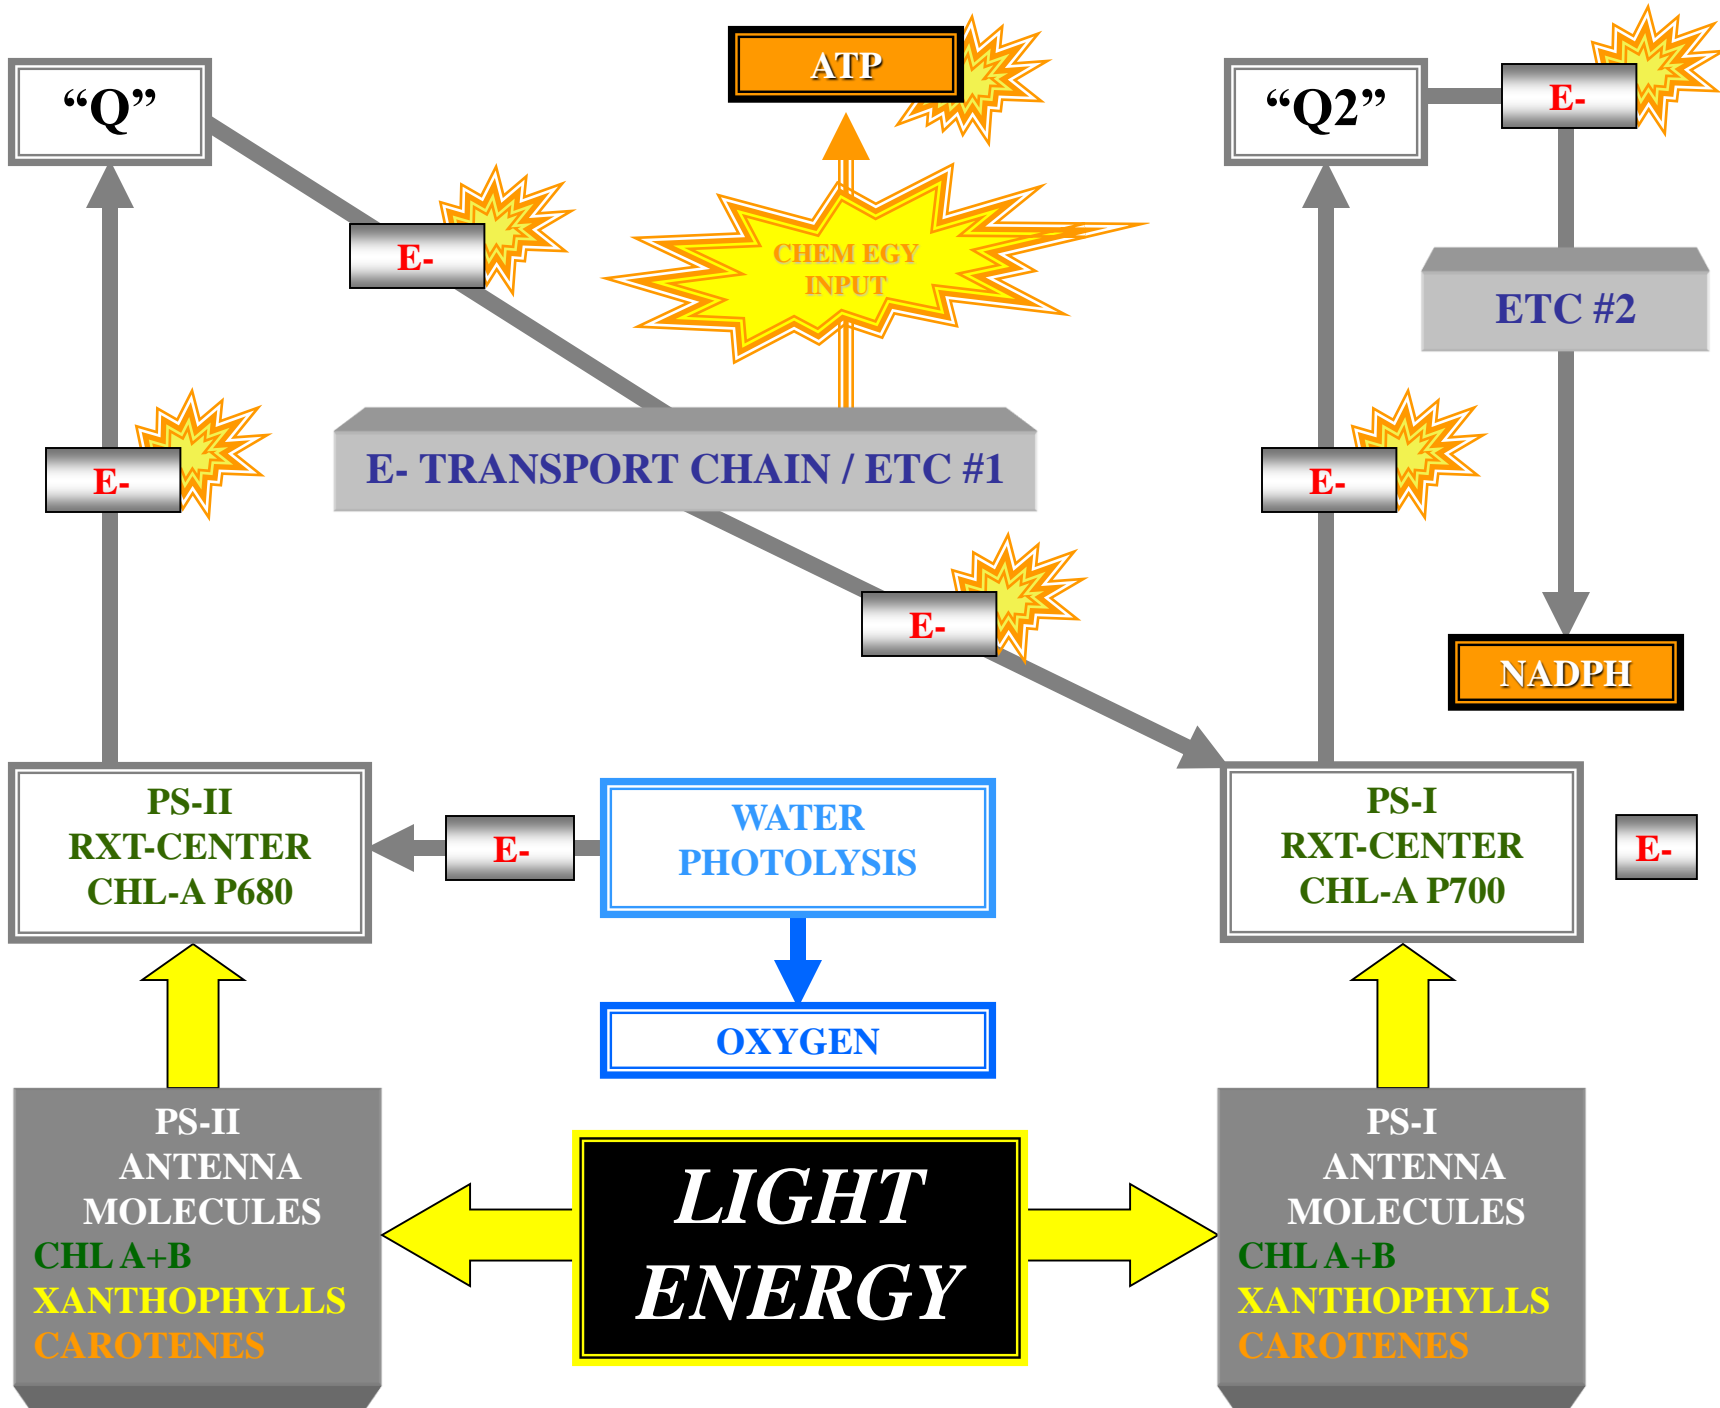 ATP
“Q”
“Q2”
E-
E-
CHEM EGY
INPUT
ETC #2
E- TRANSPORT CHAIN / ETC #1
E-
E-
E-
NADPH
PS-II
RXT-CENTER
CHL-A P680
E-
WATER
PHOTOLYSIS
PS-I
RXT-CENTER
CHL-A P700
E-
OXYGEN
PS-II
ANTENNA
MOLECULES
CHL A+B
XANTHOPHYLLS
CAROTENES
LIGHT
ENERGY
PS-I
ANTENNA
MOLECULES
CHL A+B
XANTHOPHYLLS
CAROTENES